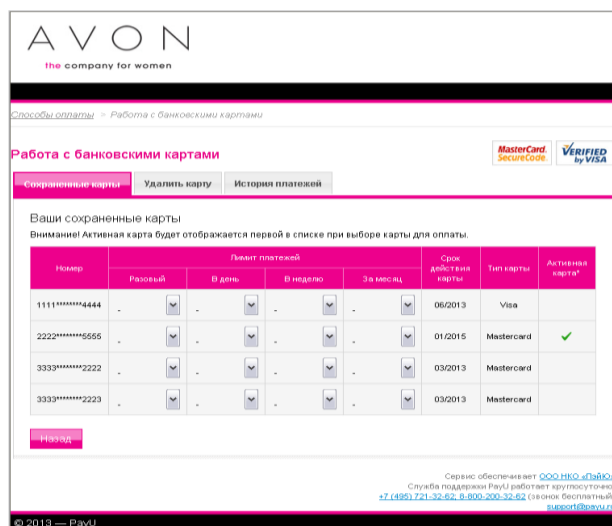 AVON
the company for women
Способы оплаты > Работа с банковскими картами
Работа с банковскими картами
MasterCard. SecureCode.
VERIFIED by VISA
Сохраненные карты Удалить карту История платежей
Ваши сохраненные карты
Внимание! Активная карта будет отображается первой в списке при выборе карты для оплаты.
Номер Лимит платежей Срок действия карты Тип карты Активная карта*
Разовый В день В неделю За месяц
1111********4444 - - - - 06/2013 Visa
2222********5555 - - - - 01/2015 Mastercard
3333********2222 - - - - 03/2013 Mastercard
3333********2223 - - - - 03/2013 Mastercard
Назад
Сервис обеспечивает ООО НКО «ПэйЮ»
Служба поддержки PayU работает круглосуточно
+7 (495) 721-32-62; 8-800-200-32-62 (звонок бесплатный)
support@payu.ru
© 2013 — PayU